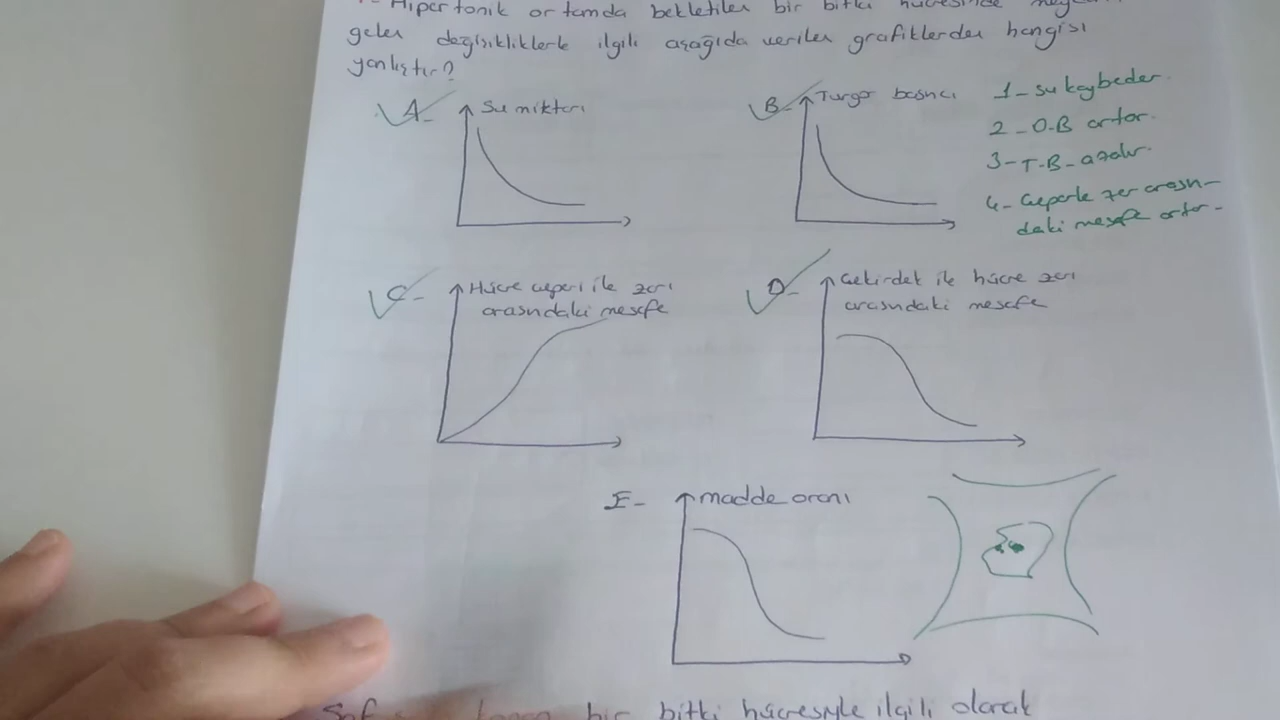 Hipertonik ortamda bekletilen bir bitki hücresinde
gelen değişikliklerle ilgili aşağıda verilen grafiklerden hangisi
yanlıştır?
A- Su miktarı
B- Turgor basıncı
1- su kaybeder.
2- O.B artar.
3- T.B- azalır.
4- Çeperle zar arasın-
daki mesafe artar-
C- Hücre çeperi ile zarı
arasındaki mesafe
D- Çekirdek ile hücre zarı
arasındaki mesafe
E- madde oranı
Saf bir bitki hücresiyle ilgili olarak